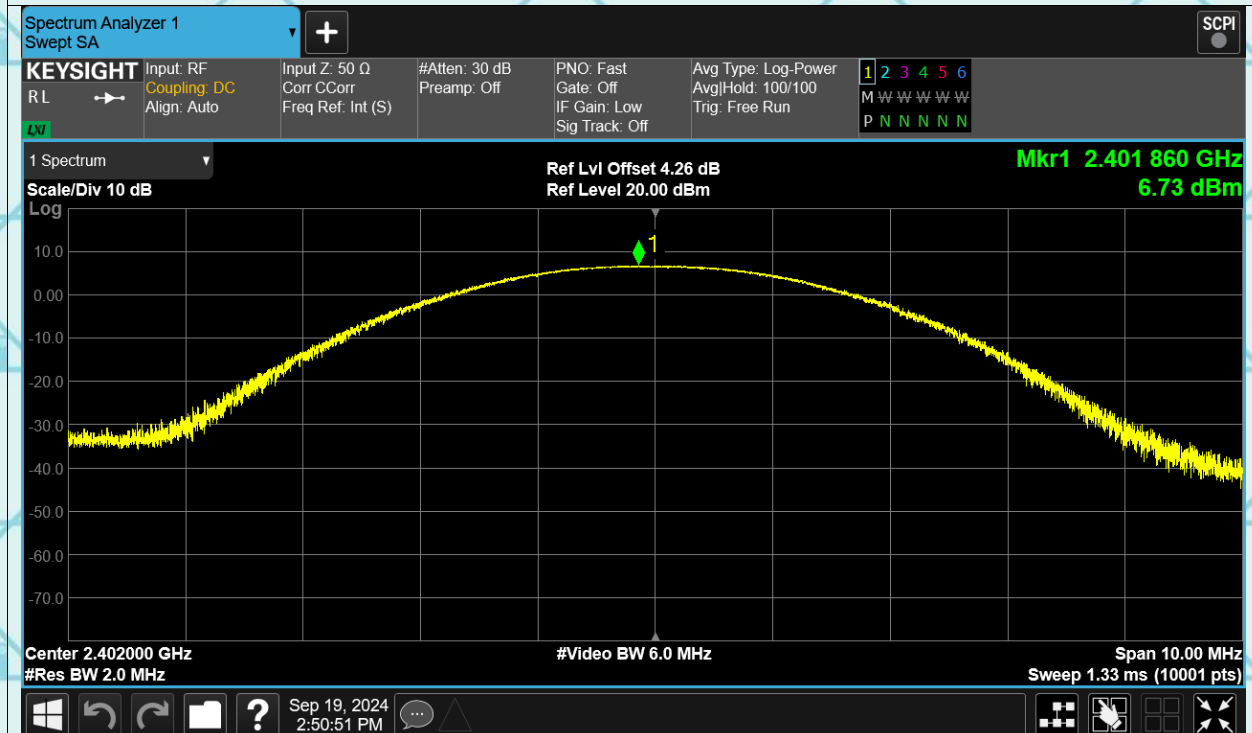 Spectrum Analyzer 1
Swept SA
+
SCPI
KEYSIGHT
RL
LXI
Input: RF
Coupling: DC
Align: Auto
Input Z: 50 Ω
Corr CCorr
Freq Ref: Int (S)
#Atten: 30 dB
Preamp: Off
PNO: Fast
Gate: Off
IF Gain: Low
Sig Track: Off
Avg Type: Log-Power
Avg|Hold: 100/100
Trig: Free Run
1 2 3 4 5 6
M W W W W W
P N N N N N
1 Spectrum
Scale/Div 10 dB
Ref Lvl Offset 4.26 dB
Ref Level 20.00 dBm
Mkr1 2.401 860 GHz
6.73 dBm
Log
1
10.0
0.00
-10.0
-20.0
-30.0
-40.0
-50.0
-60.0
-70.0
Center 2.402000 GHz
#Video BW 6.0 MHz
Span 10.00 MHz
#Res BW 2.0 MHz
Sweep 1.33 ms (10001 pts)
?
Sep 19, 2024
2:50:51 PM